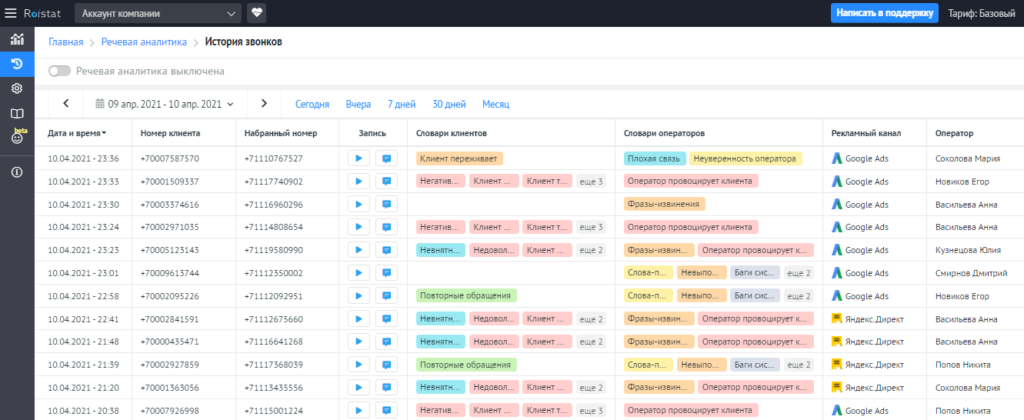 Roistat Аккаунт компании Написать в поддержку Тариф: Базовый
Главная Речевая аналитика История звонков
Речевая аналитика выключена
beta
09 апр. 2021 - 10 апр. 2021 Сегодня Вчера 7 дней 30 дней Месяц
Дата и время Номер клиента Набранный номер Запись Словари клиентов Словари операторов Рекламный канал Оператор
10.04.2021 - 23:36 +70007587570 +71110767527 Клиент переживает Плохая связь Неуверенность оператора Google Ads Соколова Мария
10.04.2021 - 23:33 +70001509337 +71117740902 Негатив... Клиент ... Клиент т... еще 3 Оператор провоцирует клиента Google Ads Новиков Егор
10.04.2021 - 23:30 +70003374616 +71116960296 Фразы-извинения Google Ads Васильева Анна
10.04.2021 - 23:24 +70002971035 +71114808654 Негатив... Клиент ... Клиент т... еще 3 Оператор провоцирует клиента Google Ads Васильева Анна
10.04.2021 - 23:23 +70005123143 +71119580990 Невнятн... Недовол... Клиент ... еще 2 Фразы-извин... Оператор провоцирует к... Google Ads Кузнецова Юлия
10.04.2021 - 23:01 +70009613744 +71112350002 Слова-п... Невыпо... Баги сис... еще 2 Google Ads Смирнов Дмитрий
10.04.2021 - 22:58 +70002095226 +71112092951 Повторные обращения Слова-п... Невыпо... Баги сис... еще 2 Google Ads Новиков Егор
10.04.2021 - 22:41 +70002841591 +71112675660 Невнятн... Недовол... Клиент ... еще 2 Фразы-извин... Оператор провоцирует к... Яндекс.Директ Васильева Анна
10.04.2021 - 21:48 +70000435471 +71116641268 Невнятн... Недовол... Клиент ... еще 2 Фразы-извин... Оператор провоцирует к... Яндекс.Директ Васильева Анна
10.04.2021 - 21:39 +70002927859 +71117368039 Повторные обращения Слова-п... Невыпо... Баги сис... еще 2 Яндекс.Директ Попов Никита
10.04.2021 - 21:20 +70001363056 +71113435556 Невнятн... Недовол... Клиент ... еще 2 Фразы-извин... Оператор провоцирует к... Яндекс.Директ Соколова Мария
10.04.2021 - 20:38 +70007926998 +71115001224 Негатив... Клиент ... Клиент т... еще 3 Оператор провоцирует клиента Google Ads Попов Никита